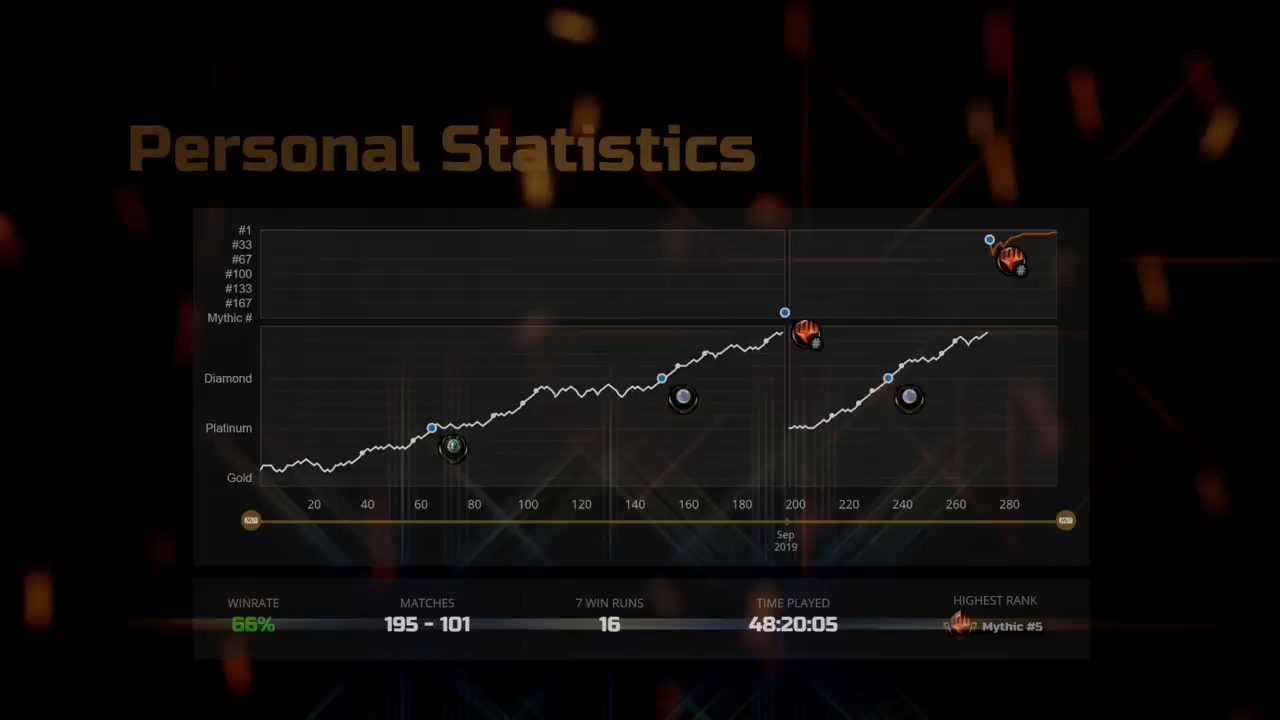 Personal Statistics
#1
#33
#67
#100
#133
#167
Mythic #
Diamond
Platinum
Gold
20 40 60 80 100 120 140 160 180 200 220 240 260 280
Sep
2019
WINRATE MATCHES 7 WIN RUNS TIME PLAYED HIGHEST RANK
66% 195 - 101 16 48:20:05 Mythic #5